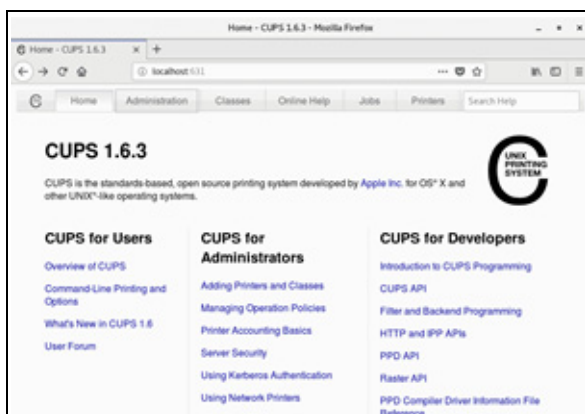 Home - CUPS 1.6.3 - Mozilla Firefox
Home - CUPS 1.6.3
localhost:631
Home Administration Classes Online Help Jobs Printers Search Help
CUPS 1.6.3
CUPS is the standards-based, open source printing system developed by Apple Inc. for OS® X and
other UNIX®-like operating systems.
UNIX
PRINTING
SYSTEM
CUPS for Users
Overview of CUPS
Command-Line Printing and
Options
What's New in CUPS 1.6
User Forum
CUPS for
Administrators
Adding Printers and Classes
Managing Operation Policies
Printer Accounting Basics
Server Security
Using Kerberos Authentication
Using Network Printers
CUPS for Developers
Introduction to CUPS Programming
CUPS API
Filter and Backend Programming
HTTP and IPP APIs
PPD API
Raster API
PPD Compiler Driver Information File
Reference